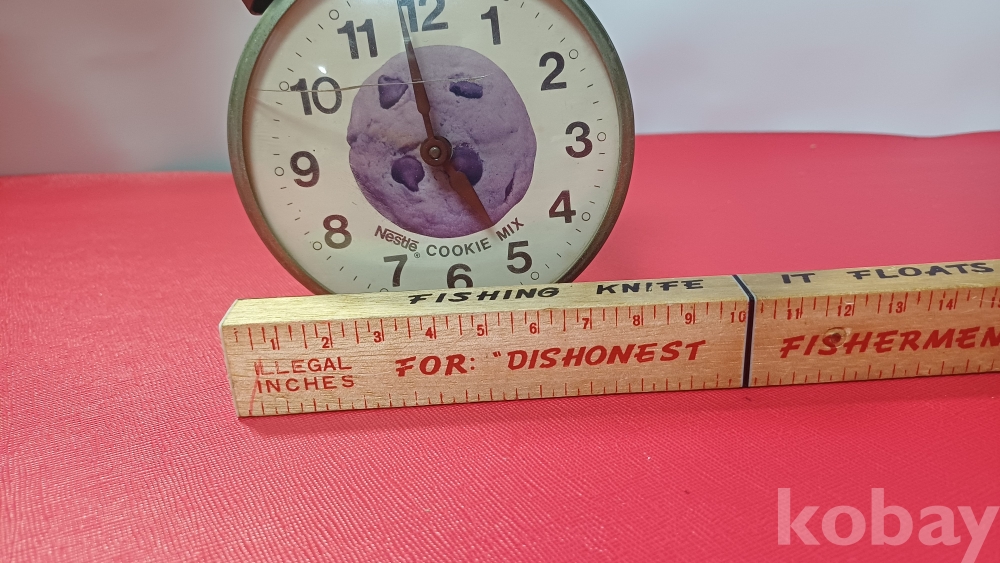 12
1
2
3
4
5
6
7
8
9
10
11
Nestlé® COOKIE MIX
FISHING KNIFE IT FLOATS
1 2 3 4 5 6 7 8 9 10 11 12 13 14
ILLEGAL
INCHES
FOR: "DISHONEST FISHERMEN
kobay